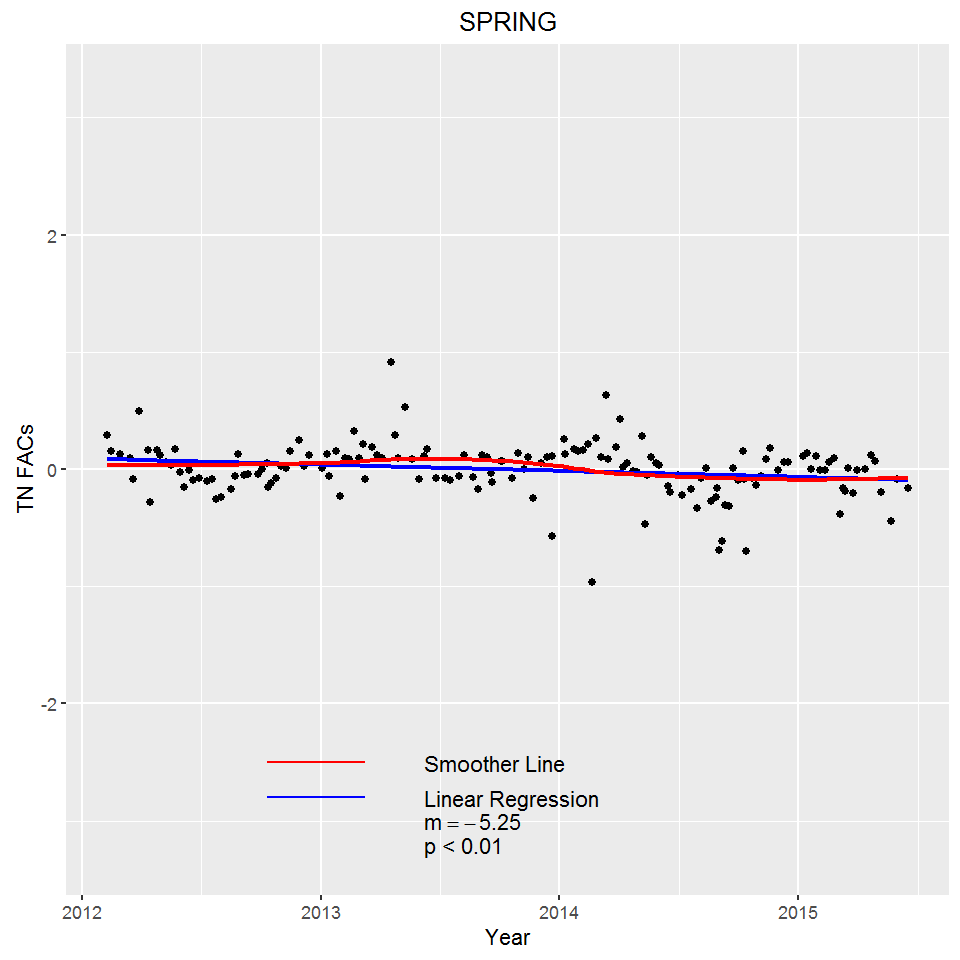 SPRING
TN FACs
2
0
-2
Smoother Line
Linear Regression
m = −5.25
p < 0.01
2012
2013
2014
2015
Year